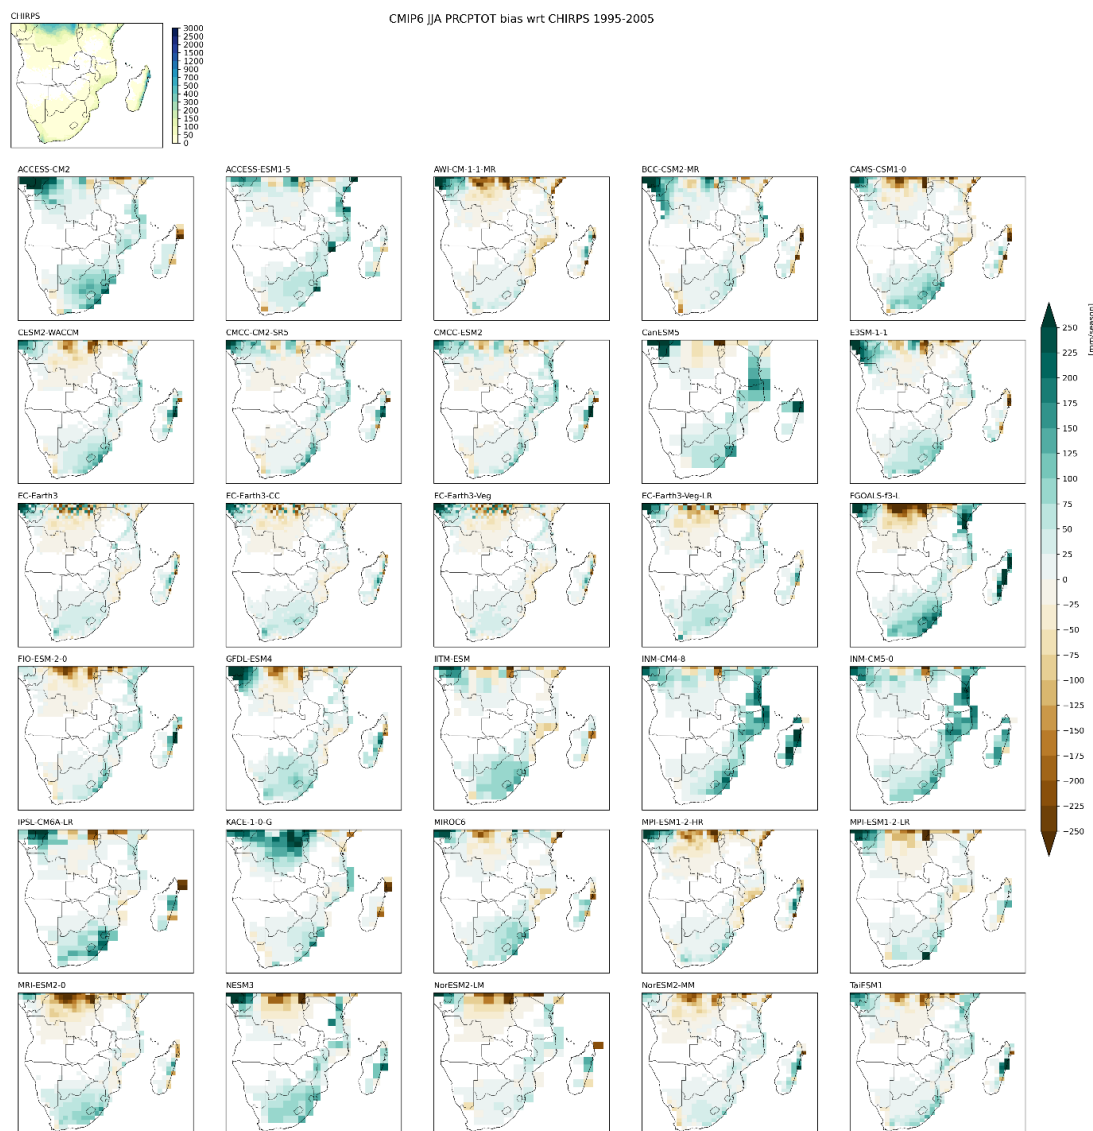 CMIP6 JJA PRCPTOT bias wrt CHIRPS 1995-2005
CHIRPS
3000
2000
1500
1200
900
700
500
400
300
200
100
50
0
ACCESS-CM2
ACCESS-ESM1-5
AWI-CM-1-1-MR
BCC-CSM2-MR
CAMS-CSM1-0
CESM2-WACCM
CMCC-CM2-SR5
CMCC-ESM2
CanESM5
E3SM-1-1
EC-Earth3
EC-Earth3-CC
EC-Earth3-Veg
EC-Earth3-Veg-LR
FGOALS-f3-L
FIO-ESM-2-0
GFDL-ESM4
IITM-ESM
INM-CM4-8
INM-CM5-0
IPSL-CM6A-LR
KACE-1-0-G
MIROC6
MPI-ESM1-2-HR
MPI-ESM1-2-LR
MRI-ESM2-0
NESM3
NorESM2-LM
NorESM2-MM
TaiESM1
[mm/season]
250
225
200
175
150
125
100
75
50
25
0
−25
−50
−75
−100
−125
−150
−175
−200
−225
−250